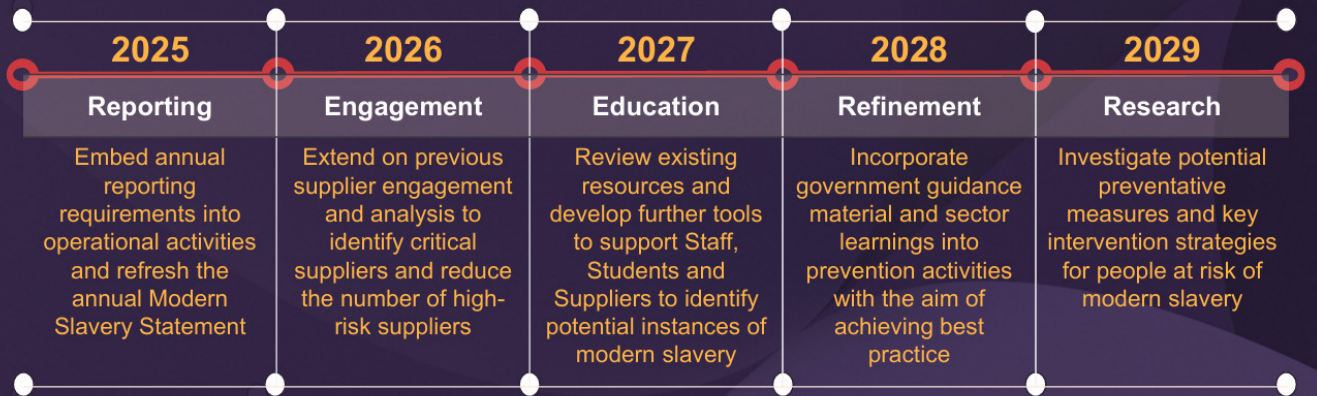 2025
Reporting
Embed annual
reporting
requirements into
operational activities
and refresh the
annual Modern
Slavery Statement
2026
Engagement
Extend on previous
supplier engagement
and analysis to
identify critical
suppliers and reduce
the number of high-
risk suppliers
2027
Education
Review existing
resources and
develop further tools
to support Staff,
Students and
Suppliers to identify
potential instances of
modern slavery
2028
Refinement
Incorporate
government guidance
material and sector
learnings into
prevention activities
with the aim of
achieving best
practice
2029
Research
Investigate potential
preventative
measures and key
intervention strategies
for people at risk of
modern slavery